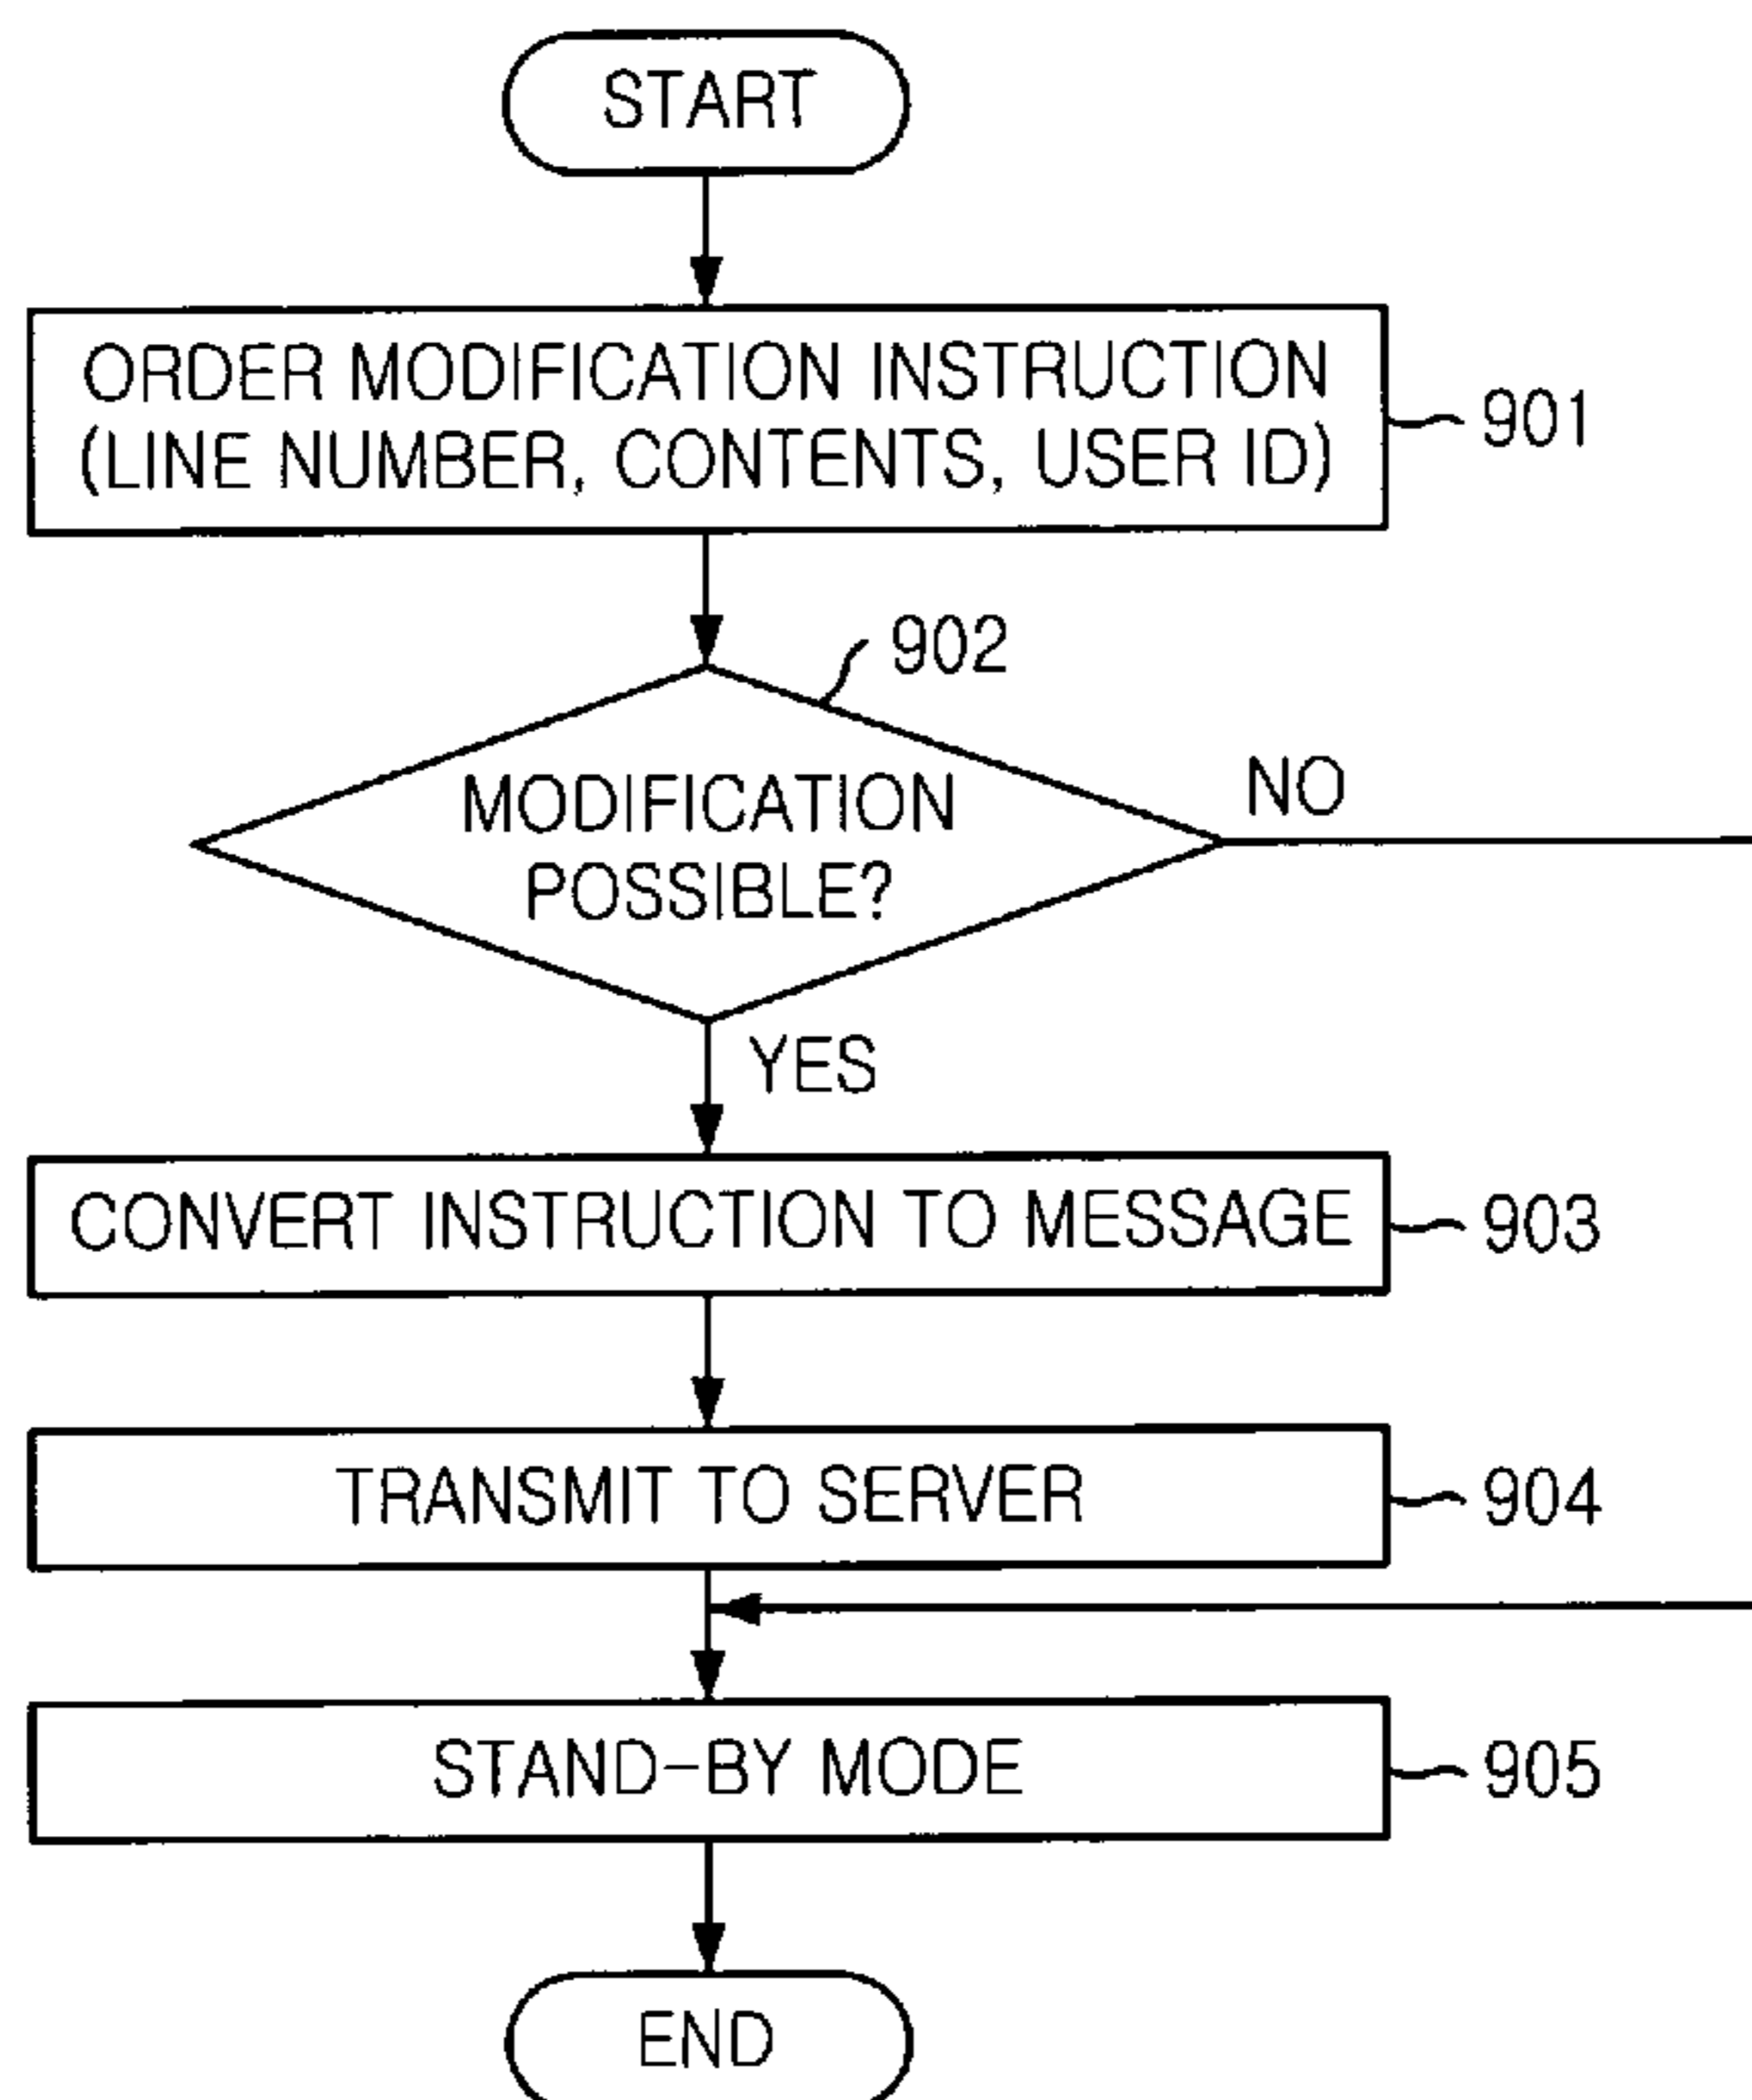 START
ORDER MODIFICATION INSTRUCTION
(LINE NUMBER, CONTENTS, USER ID)
901
902
MODIFICATION
POSSIBLE?
NO
YES
CONVERT INSTRUCTION TO MESSAGE
903
TRANSMIT TO SERVER
904
STAND-BY MODE
905
END